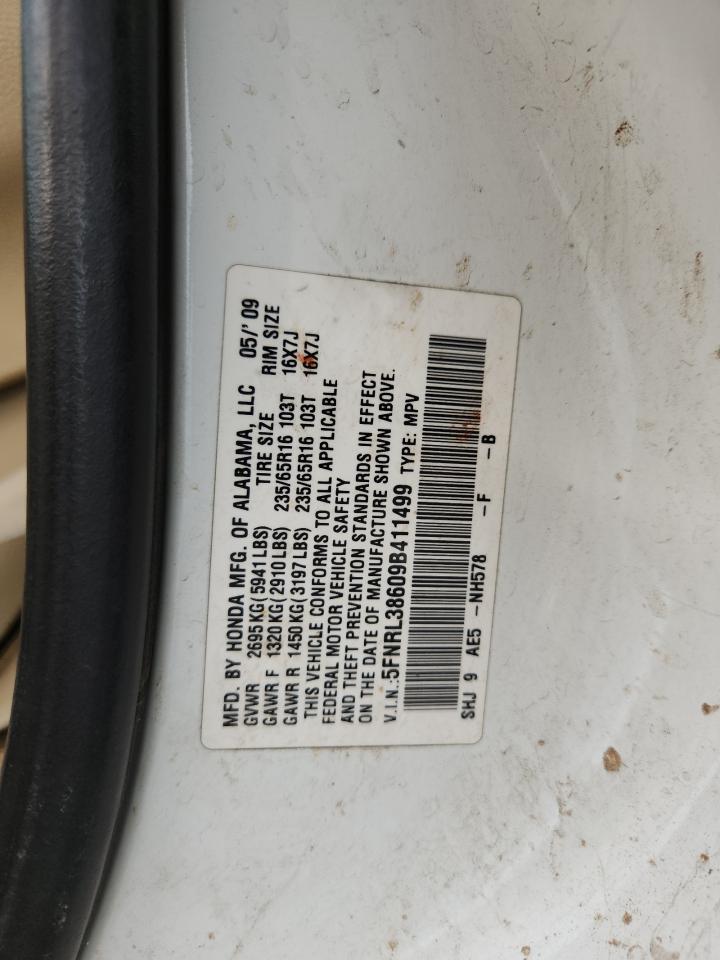 MFD. BY HONDA MFG. OF ALABAMA, LLC 05/'09
GVWR 2695KG(5941LBS) TIRE SIZE RIM SIZE
GAWR F 1320KG(2910LBS) 235/65R16 103T 16X7J
GAWR R 1450KG(3197LBS) 235/65R16 103T 16X7J
THIS VEHICLE CONFORMS TO ALL APPLICABLE
FEDERAL MOTOR VEHICLE SAFETY
AND THEFT PREVENTION STANDARDS IN EFFECT
ON THE DATE OF MANUFACTURE SHOWN ABOVE.
V.I.N.:5FNRL38609B411499 TYPE: MPV
SHJ 9 AE5 -NH578 -F -B